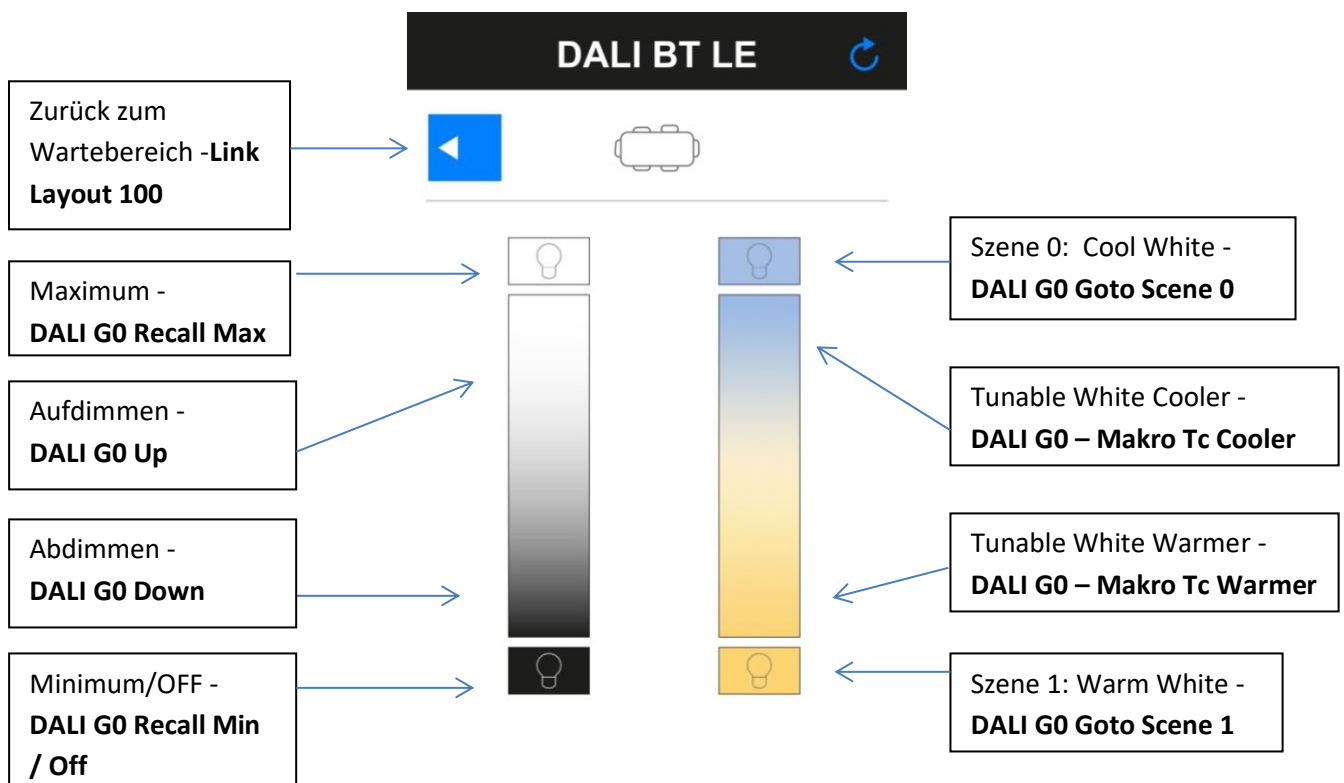 DALI BT LE
Zurück zum
Wartebereich -Link
Layout 100
Maximum -
DALI G0 Recall Max
Aufdimmen -
DALI G0 Up
Abdimmen -
DALI G0 Down
Minimum/OFF -
DALI G0 Recall Min
/ Off
Szene 0:  Cool White -
DALI G0 Goto Scene 0
Tunable White Cooler -
DALI G0 – Makro Tc Cooler
Tunable White Warmer -
DALI G0 – Makro Tc Warmer
Szene 1: Warm White -
DALI G0 Goto Scene 1